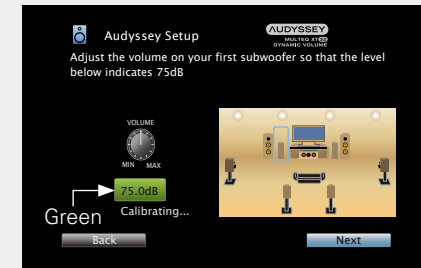 Audyssey Setup
AUDYSSEY
MULTEQ XT32
DYNAMIC VOLUME
Adjust the volume on your first subwoofer so that the level
below indicates 75dB
VOLUME
MIN MAX
75.0dB
Green
Calibrating...
Back
Next